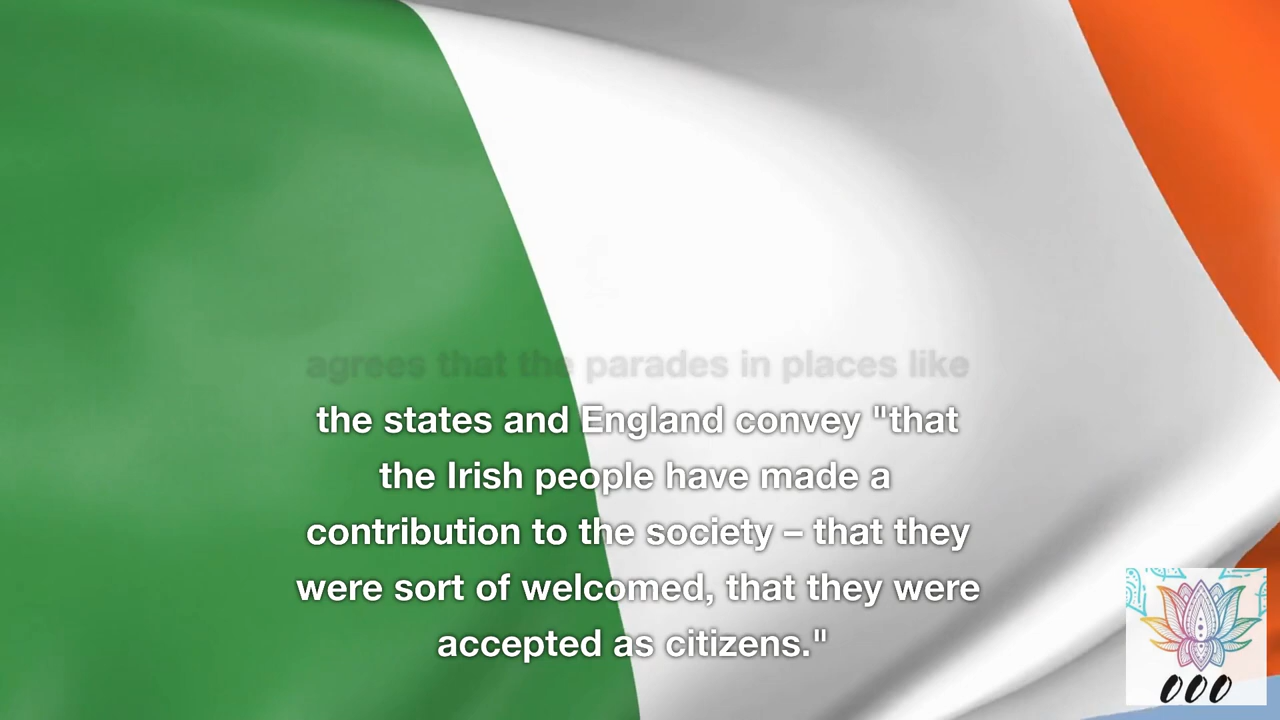 agrees that the parades in places like
the states and England convey "that
the Irish people have made a
contribution to the society – that they
were sort of welcomed, that they were
accepted as citizens."
000